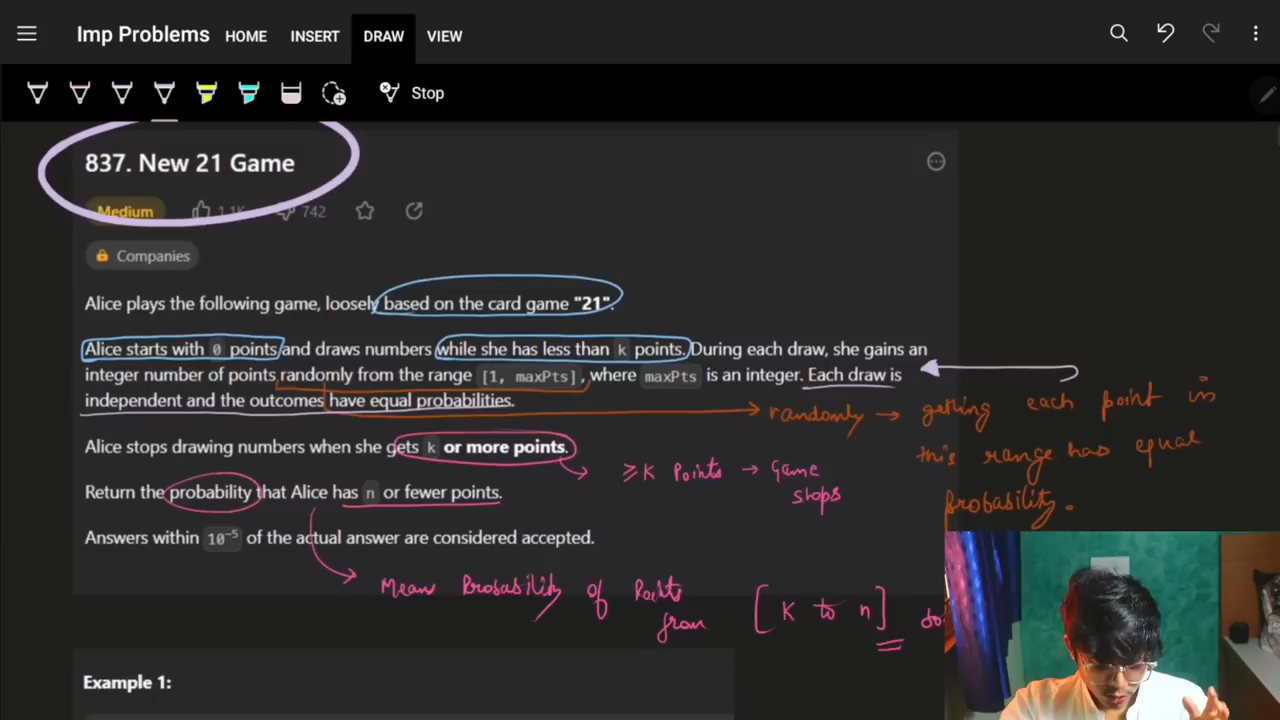 Imp Problems HOME INSERT DRAW VIEW
Stop
837. New 21 Game
Medium 1.1K 742
Companies
Alice plays the following game, loosely based on the card game "21".
Alice starts with 0 points and draws numbers while she has less than k points. During each draw, she gains an
integer number of points randomly from the range [1, maxPts], where maxPts is an integer. Each draw is
independent and the outcomes have equal probabilities.
randomly → getting each point in
this range has equal
Probability.
Alice stops drawing numbers when she gets k or more points.
≥K Points → Game
stops
Return the probability that Alice has n or fewer points.
Answers within 10⁻⁵ of the actual answer are considered accepted.
Mean Probability of Points
from [K to n]
Example 1: